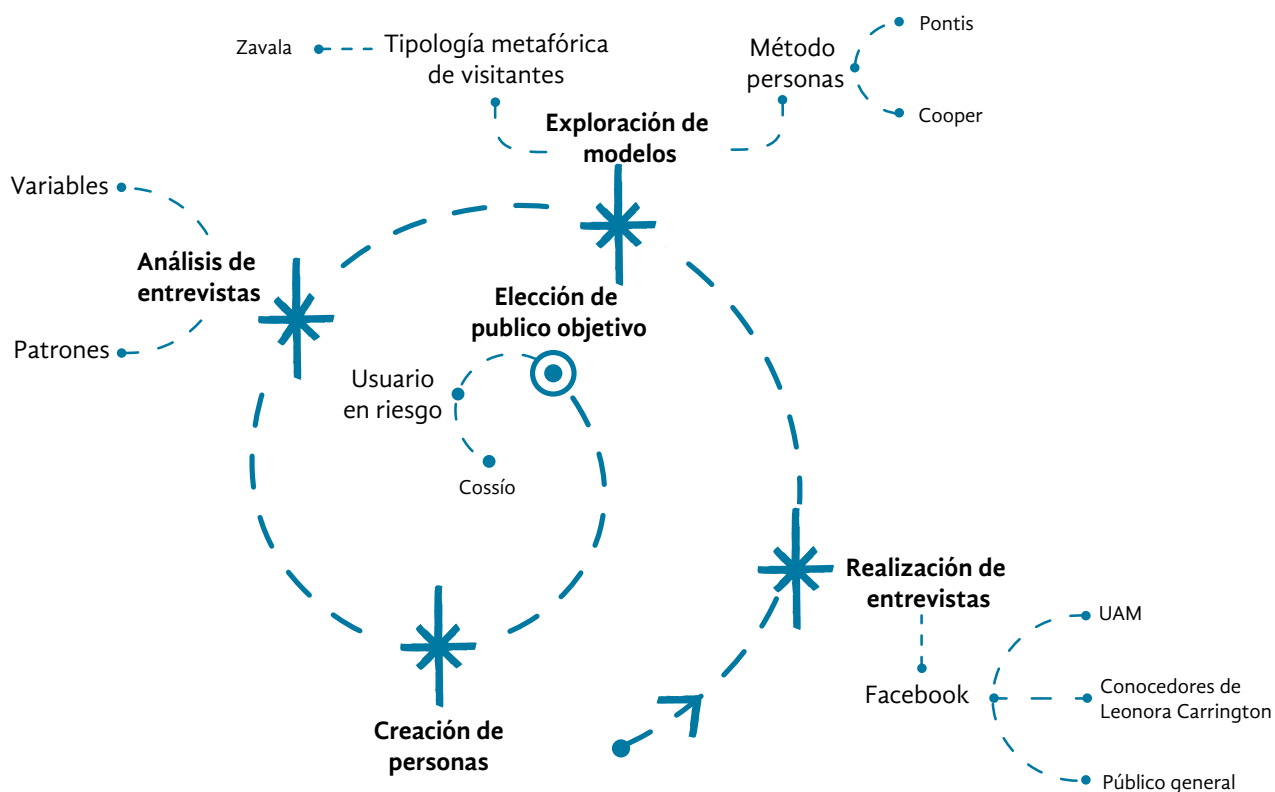 Zavala
Tipología metafórica
de visitantes
Método
personas
Pontis
Cooper
Exploración de
modelos
Variables
Análisis de
entrevistas
Patrones
Elección de
publico objetivo
Usuario
en riesgo
Cossío
Realización de
entrevistas
Facebook
UAM
Conocedores de
Leonora Carrington
Público general
Creación de
personas